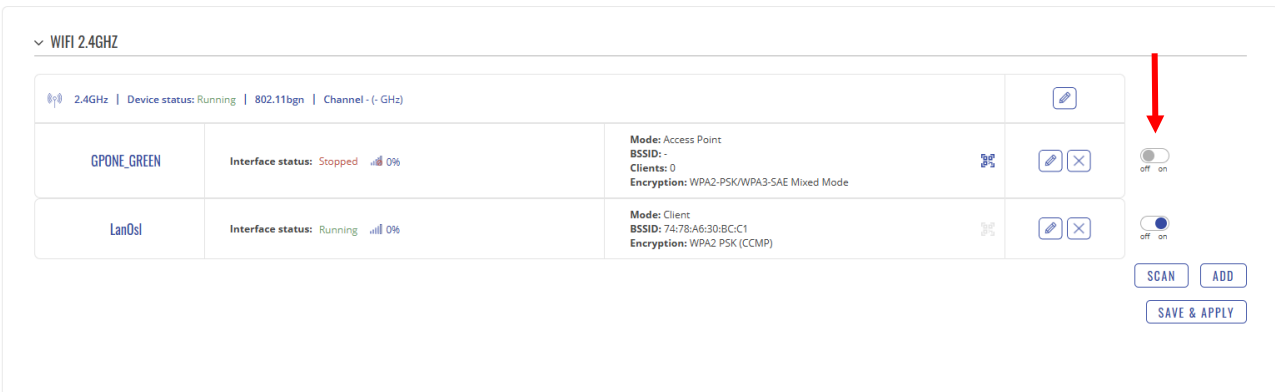 WIFI 2.4GHZ
2.4GHz | Device status: Running | 802.11bgn | Channel - (- GHz)
GPONE_GREEN
Interface status: Stopped 0%
Mode: Access Point
BSSID: -
Clients: 0
Encryption: WPA2-PSK/WPA3-SAE Mixed Mode
off on
LanOsl
Interface status: Running 0%
Mode: Client
BSSID: 74:78:A6:30:BC:C1
Encryption: WPA2 PSK (CCMP)
off on
SCAN ADD
SAVE & APPLY